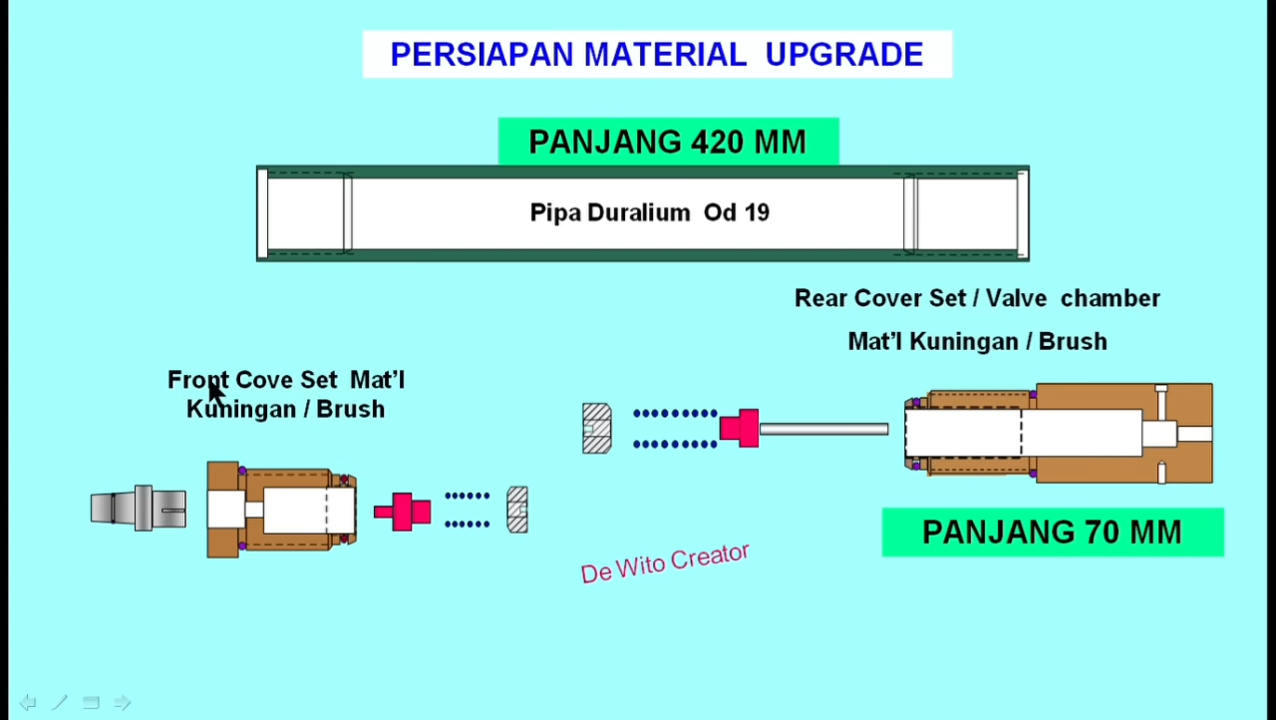 PERSIAPAN MATERIAL UPGRADE
PANJANG 420 MM
Pipa Duralium Od 19
Rear Cover Set / Valve chamber
Mat'l Kuningan / Brush
Front Cove Set Mat'l
Kuningan / Brush
PANJANG 70 MM
De Wito Creator